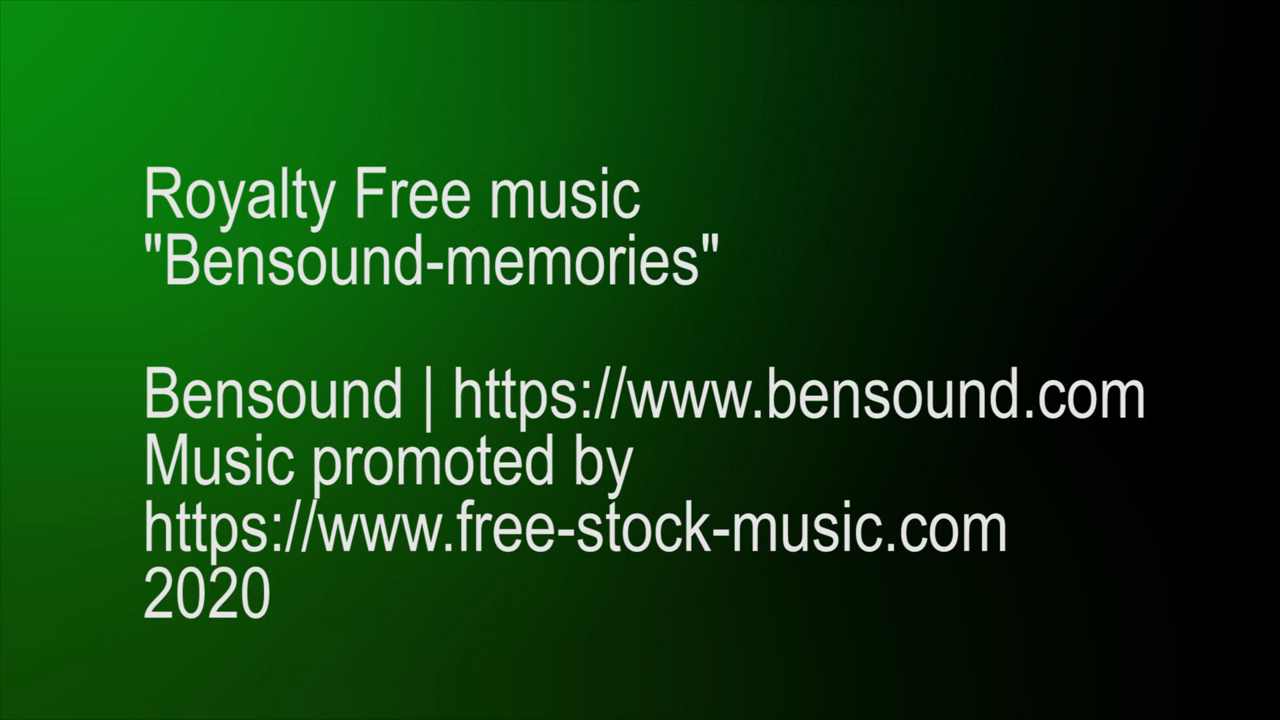 Royalty Free music
"Bensound-memories"
Bensound | https://www.bensound.com
Music promoted by
https://www.free-stock-music.com
2020